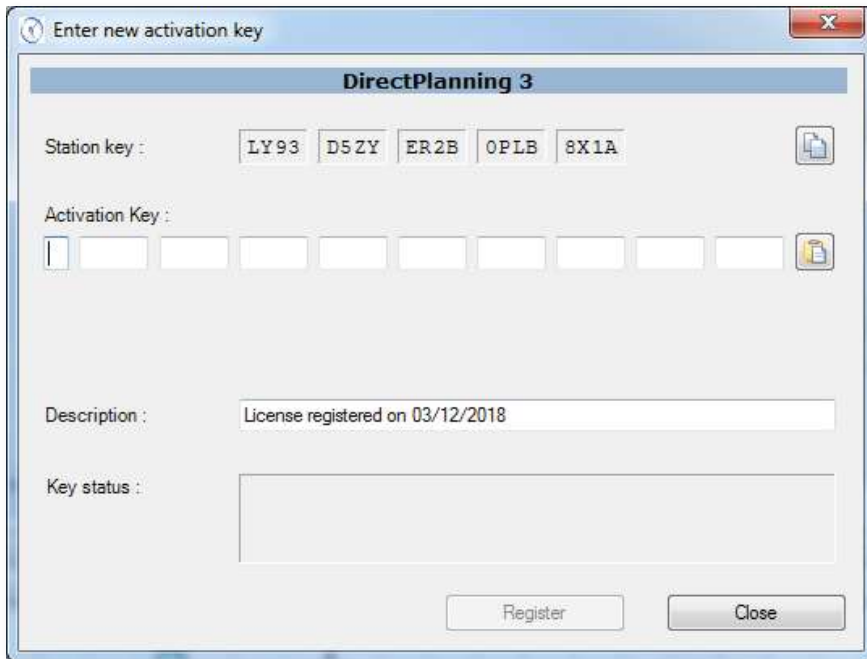 Enter new activation key
DirectPlanning 3
Station key : LY93 D5ZY ER2B 0PLB 8X1A
Activation Key :
Description : License registered on 03/12/2018
Key status :
Register Close